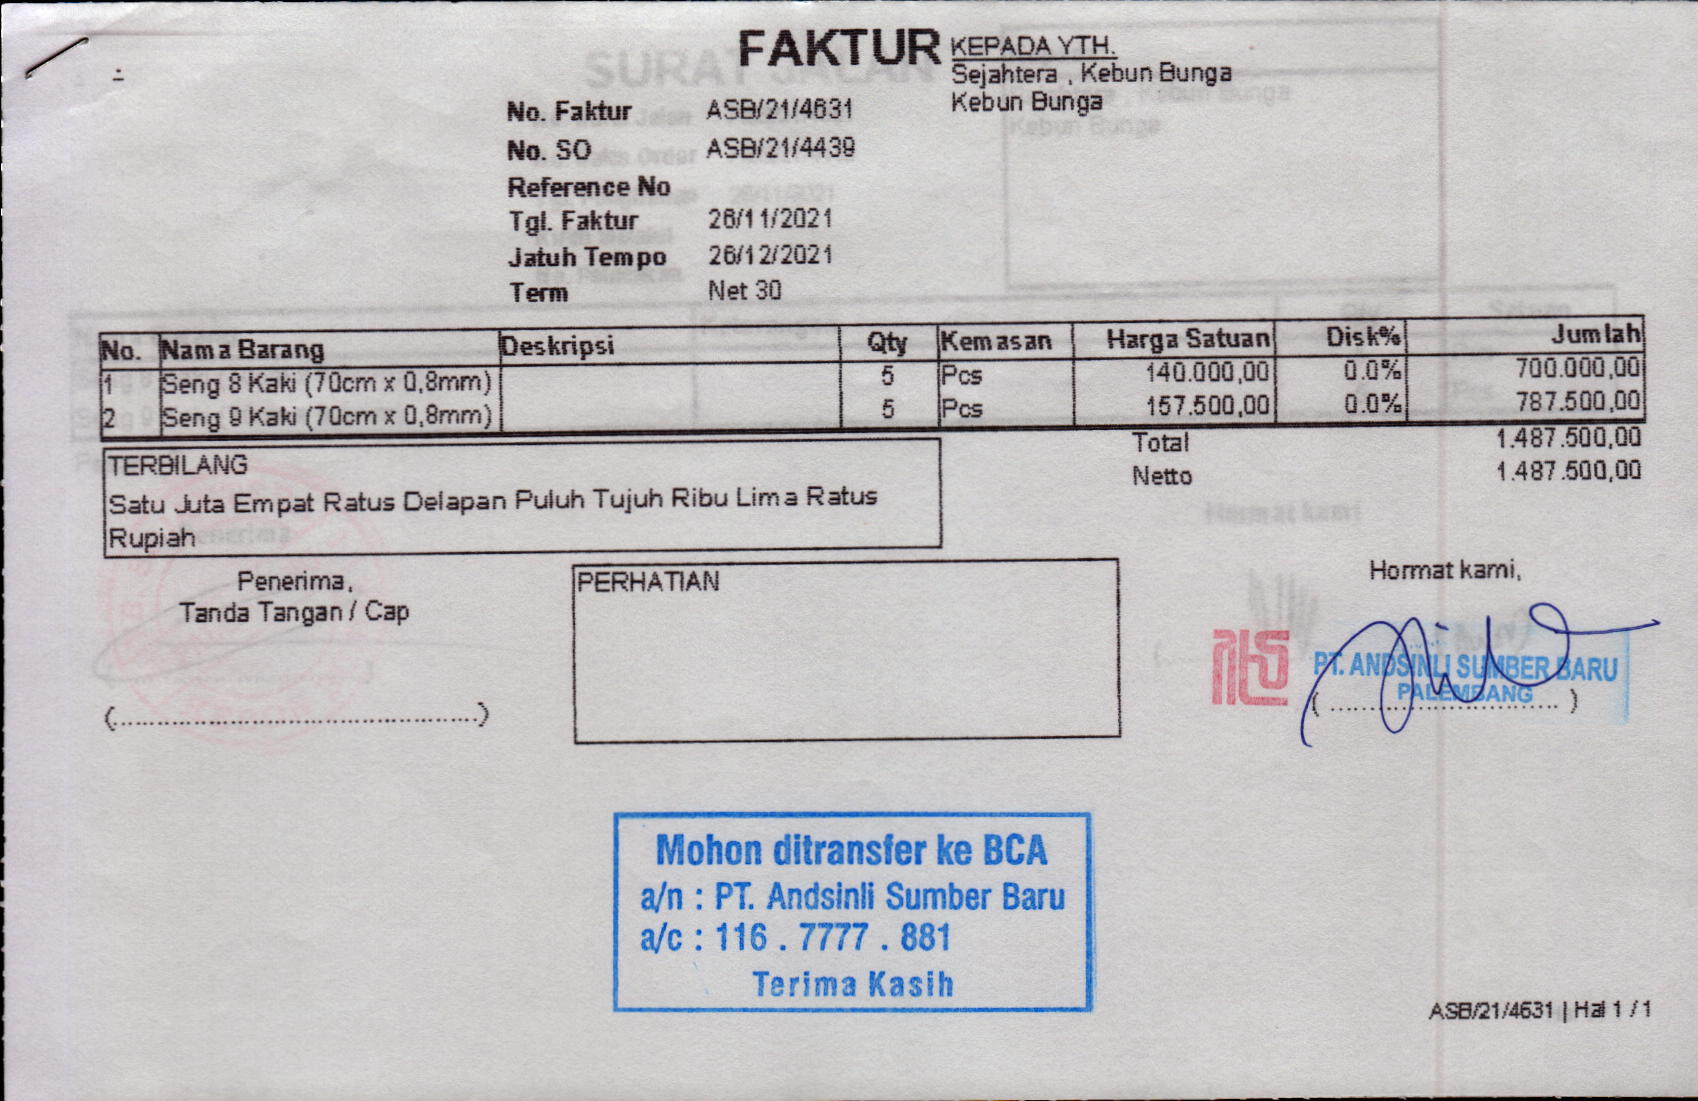 FAKTUR
KEPADA YTH.
Sejahtera , Kebun Bunga
Kebun Bunga
No. Faktur ASB/21/4631
No. SO ASB/21/4439
Reference No
Tgl. Faktur 26/11/2021
Jatuh Tempo 26/12/2021
Term Net 30
No. Nama Barang Deskripsi Qty Kemasan Harga Satuan Disk% Jumlah
1 Seng 8 Kaki (70cm x 0,8mm) 5 Pcs 140.000,00 0.0% 700.000,00
2 Seng 9 Kaki (70cm x 0,8mm) 5 Pcs 157.500,00 0.0% 787.500,00
Total 1.487.500,00
Netto 1.487.500,00
TERBILANG
Satu Juta Empat Ratus Delapan Puluh Tujuh Ribu Lima Ratus
Rupiah
Penerima,
Tanda Tangan / Cap
(...............................................)
PERHATIAN
Hormat kami,
PT. ANDSINLI SUMBER BARU
PALEMBANG
( ............................. )
Mohon ditransfer ke BCA
a/n : PT. Andsinli Sumber Baru
a/c : 116 . 7777 . 881
Terima Kasih
ASB/21/4631 | Hal 1 / 1